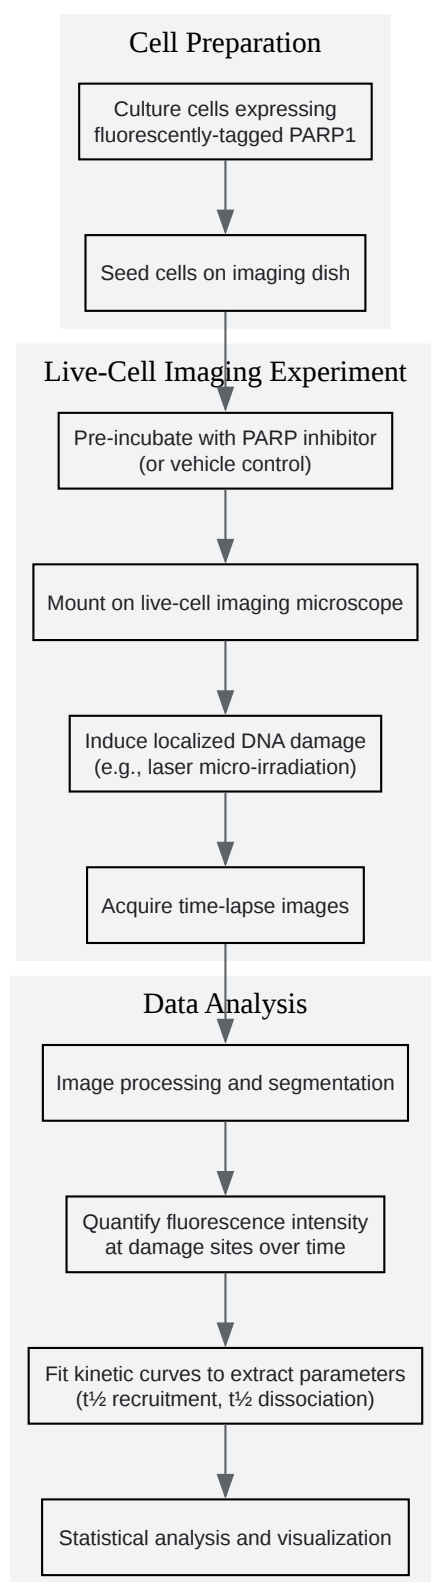 Cell Preparation
Culture cells expressing
fluorescently-tagged PARP1
Seed cells on imaging dish
Live-Cell Imaging Experiment
Pre-incubate with PARP inhibitor
(or vehicle control)
Mount on live-cell imaging microscope
Induce localized DNA damage
(e.g., laser micro-irradiation)
Acquire time-lapse images
Data Analysis
Image processing and segmentation
Quantify fluorescence intensity
at damage sites over time
Fit kinetic curves to extract parameters
(t½ recruitment, t½ dissociation)
Statistical analysis and visualization